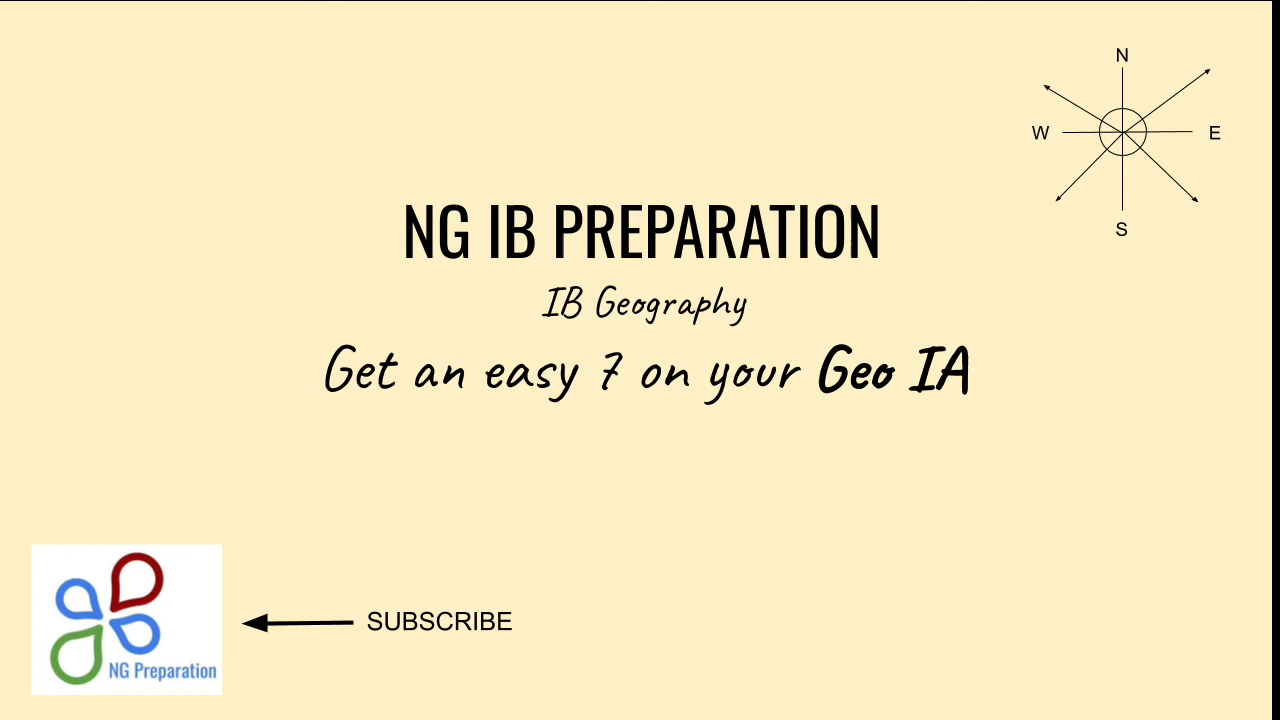 N
W
E
S
NG IB PREPARATION
IB Geography
Get an easy 7 on your Geo IA
NG Preparation
SUBSCRIBE